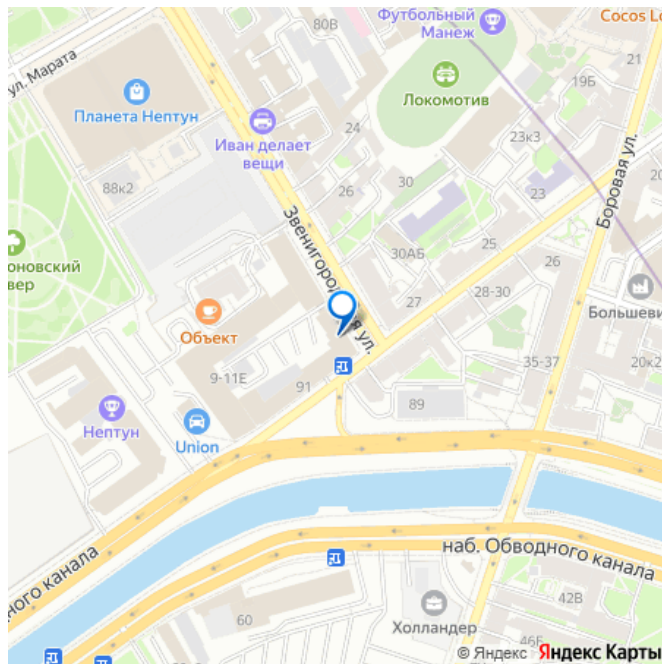 Футбольный
Манеж
Cocos Lo
80В
ул. Марата
21
19Б
Локомотив
Планета Нептун
24
Иван делает
вещи
23к3
20
88к2
26
30
23
Боровая ул.
Звенигородская ул.
оновский
вер
30АБ
25
28-30
27
Большеви
Объект
35-37
20к2
9-11Е
91
89
Нептун
Union
дного канала
наб. Обводного канала
42В
60
Холландер
46Б
© Яндекс Яндекс Карты